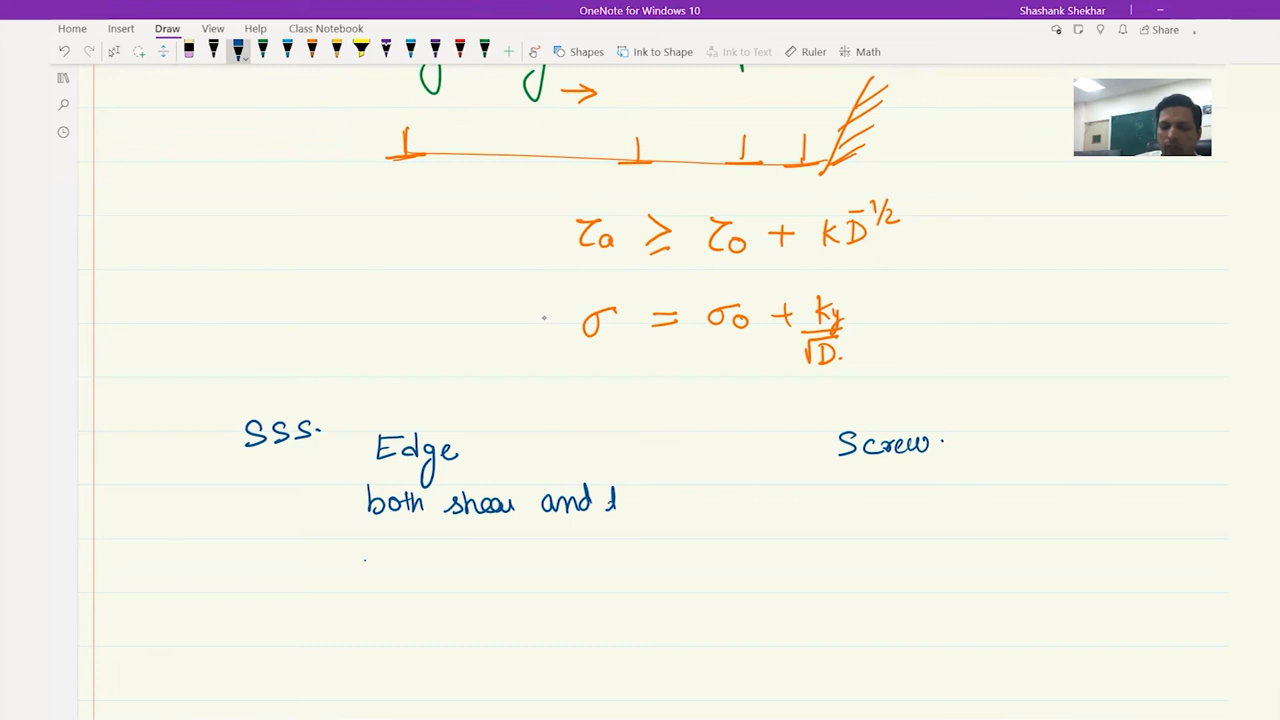 OneNote for Windows 10
Shashank Shekhar
Home Insert Draw View Help Class Notebook
Share
Shapes Ink to Shape Ink to Text Ruler Math
→
τa ≥ τ0 + kD^-1/2
σ = σ0 + ky/√D.
SSS.
Edge
Screw.
both shear and